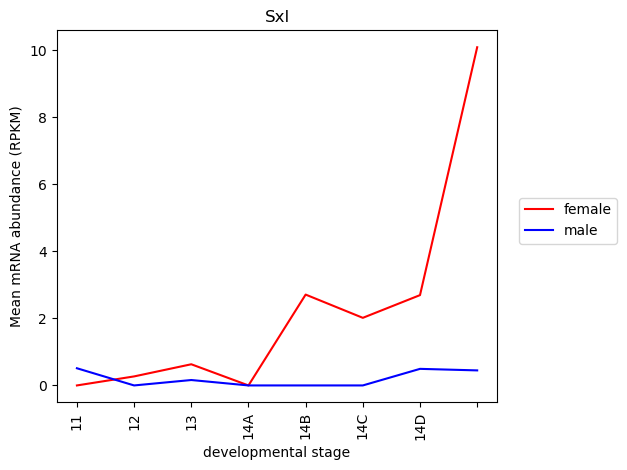 Sxl
Mean mRNA abundance (RPKM)
10
8
6
4
2
0
11
12
13
14A
14B
14C
14D
developmental stage
female
male